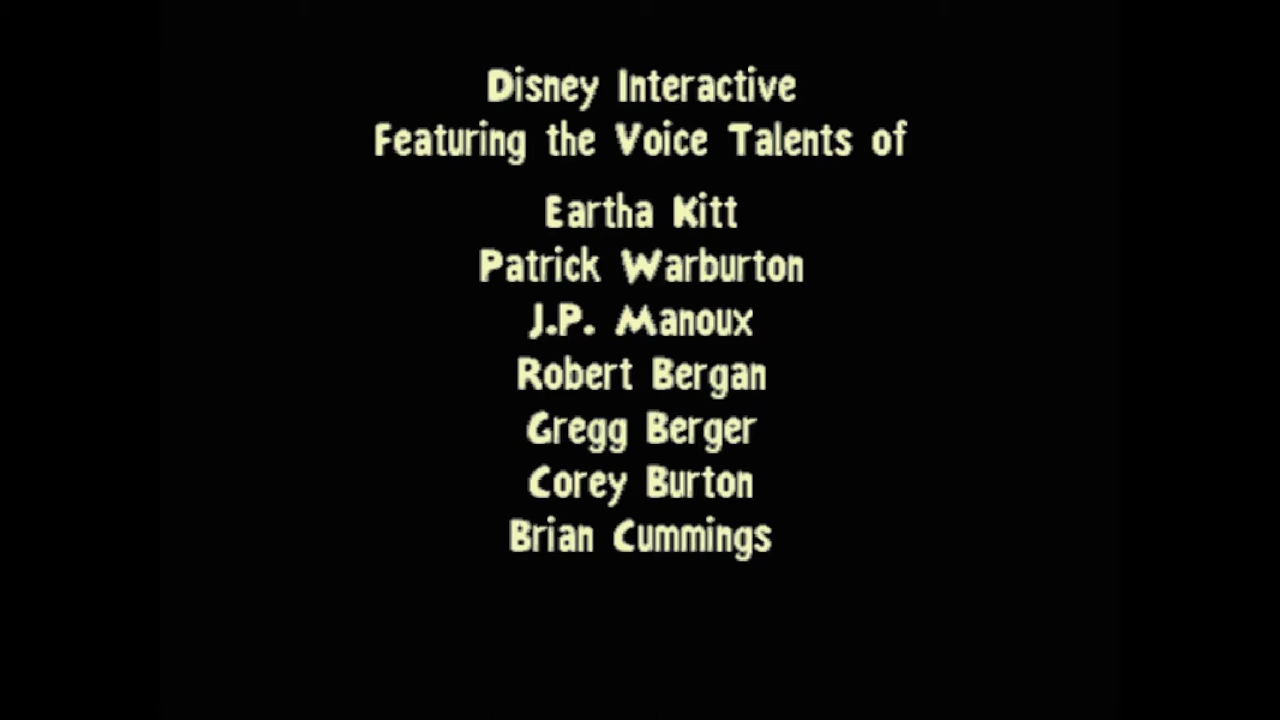 Disney Interactive
Featuring the Voice Talents of
Eartha Kitt
Patrick Warburton
J.P. Manoux
Robert Bergan
Gregg Berger
Corey Burton
Brian Cummings